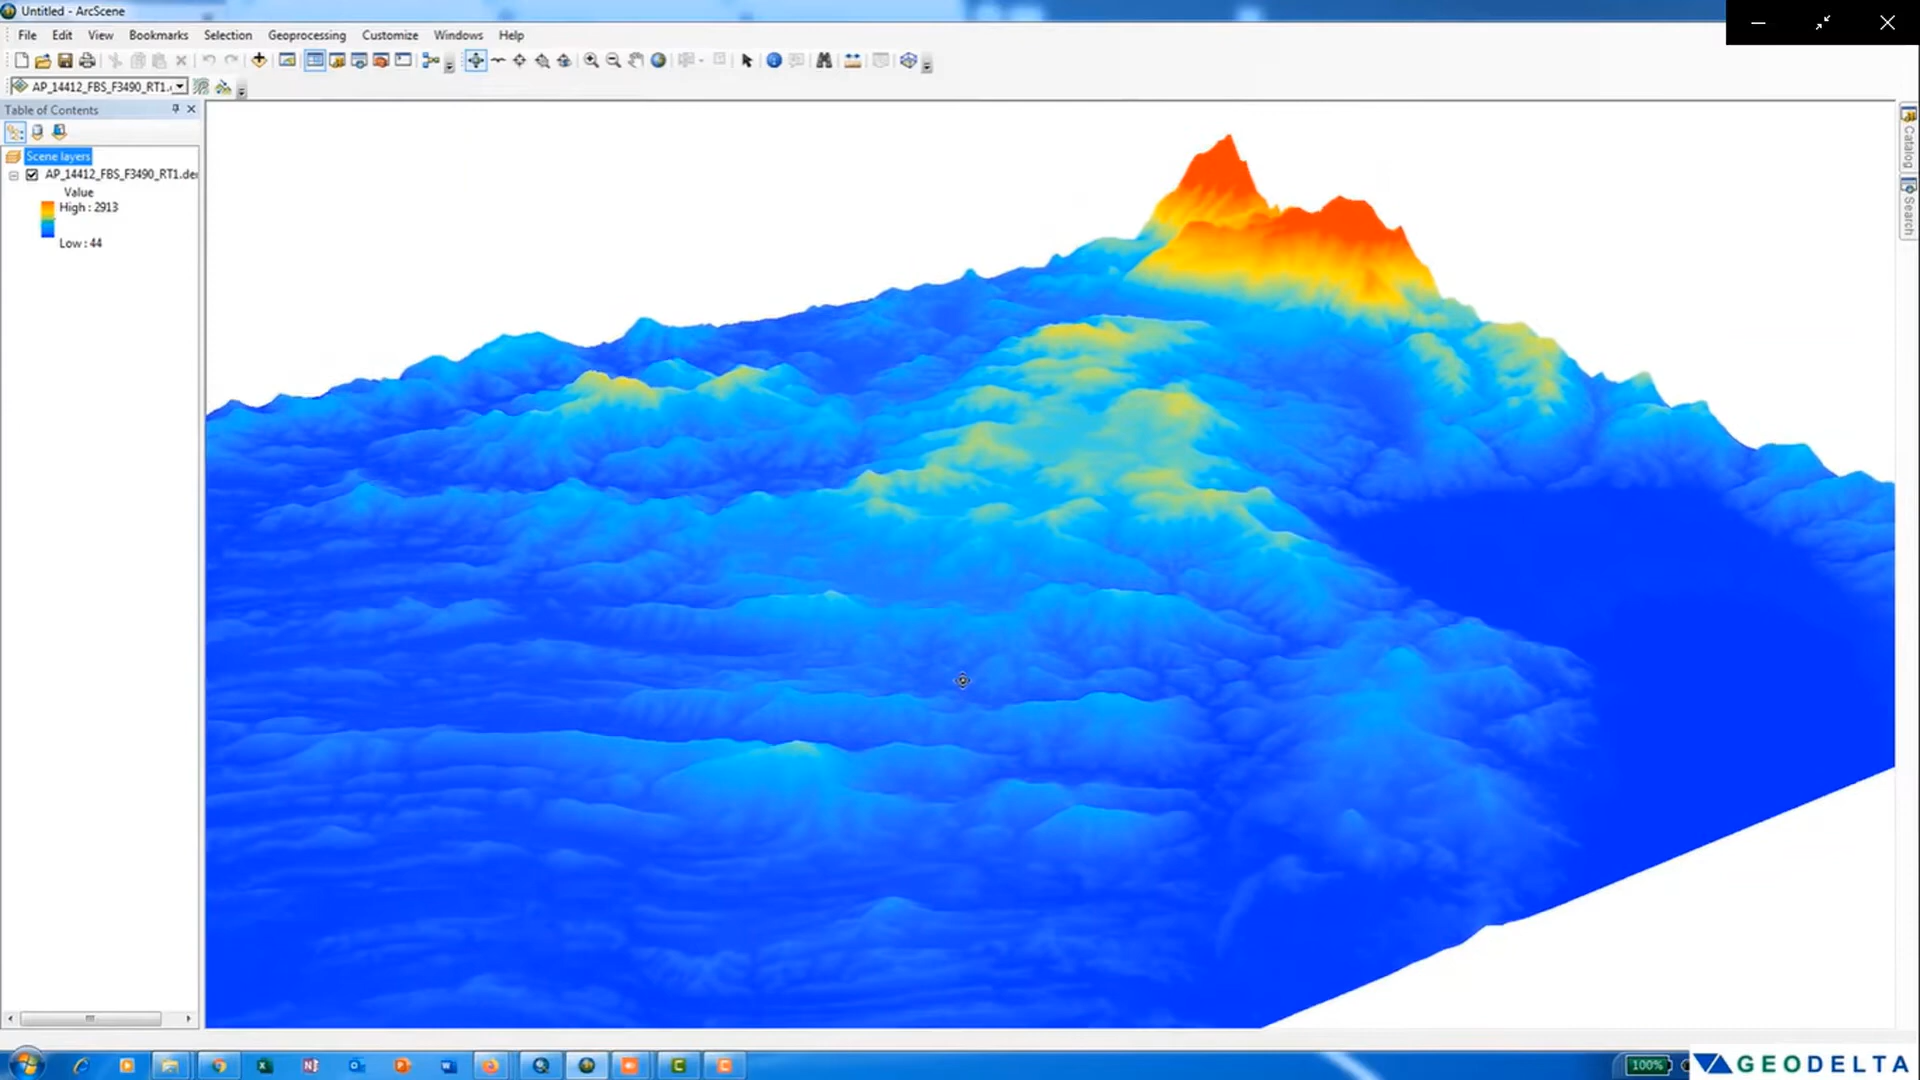 Untitled - ArcScene
File Edit View Bookmarks Selection Geoprocessing Customize Windows Help
AP_14412_FBS_F3490_RT1.
Table of Contents
Scene layers
AP_14412_FBS_F3490_RT1.de
Value
High : 2913
Low : 44
Catalog
Search
100%
GEODELTA